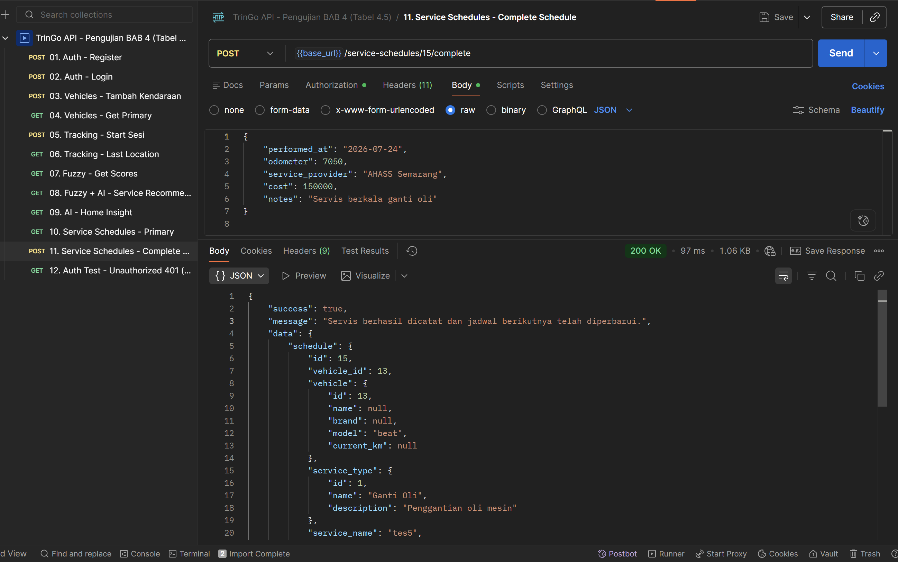 Search collections
TrinGo API - Pengujian BAB 4 (Tabel 4.5) / 11. Service Schedules - Complete Schedule
Save
Share
TrinGo API - Pengujian BAB 4 (Tabel ...
POST 01. Auth - Register
POST 02. Auth - Login
POST 03. Vehicles - Tambah Kendaraan
GET 04. Vehicles - Get Primary
POST 05. Tracking - Start Sesi
GET 06. Tracking - Last Location
GET 07. Fuzzy - Get Scores
GET 08. Fuzzy + AI - Service Recomme...
GET 09. AI - Home Insight
GET 10. Service Schedules - Primary
POST 11. Service Schedules - Complete ...
GET 12. Auth Test - Unauthorized 401 (...
POST {{base_url}} /service-schedules/15/complete
Send
Docs Params Authorization Headers (11) Body Scripts Settings
Cookies
none form-data x-www-form-urlencoded raw binary GraphQL JSON
Schema Beautify
1 {
2 "performed_at": "2026-07-24",
3 "odometer": 7050,
4 "service_provider": "AHASS Semarang",
5 "cost": 150000,
6 "notes": "Servis berkala ganti oli"
7 }
8
Body Cookies Headers (9) Test Results
200 OK • 97 ms • 1.06 KB
Save Response
{ } JSON Preview Visualize
1 {
2 "success": true,
3 "message": "Servis berhasil dicatat dan jadwal berikutnya telah diperbarui.",
4 "data": {
5 "schedule": {
6 "id": 15,
7 "vehicle_id": 13,
8 "vehicle": {
9 "id": 13,
10 "name": null,
11 "brand": null,
12 "model": "beat",
13 "current_km": null
14 },
15 "service_type": {
16 "id": 1,
17 "name": "Ganti Oli",
18 "description": "Penggantian oli mesin"
19 },
20 "service_name": "tes5",
d View Find and replace Console Terminal 2 Import Complete
Postbot Runner Start Proxy Cookies Vault Trash